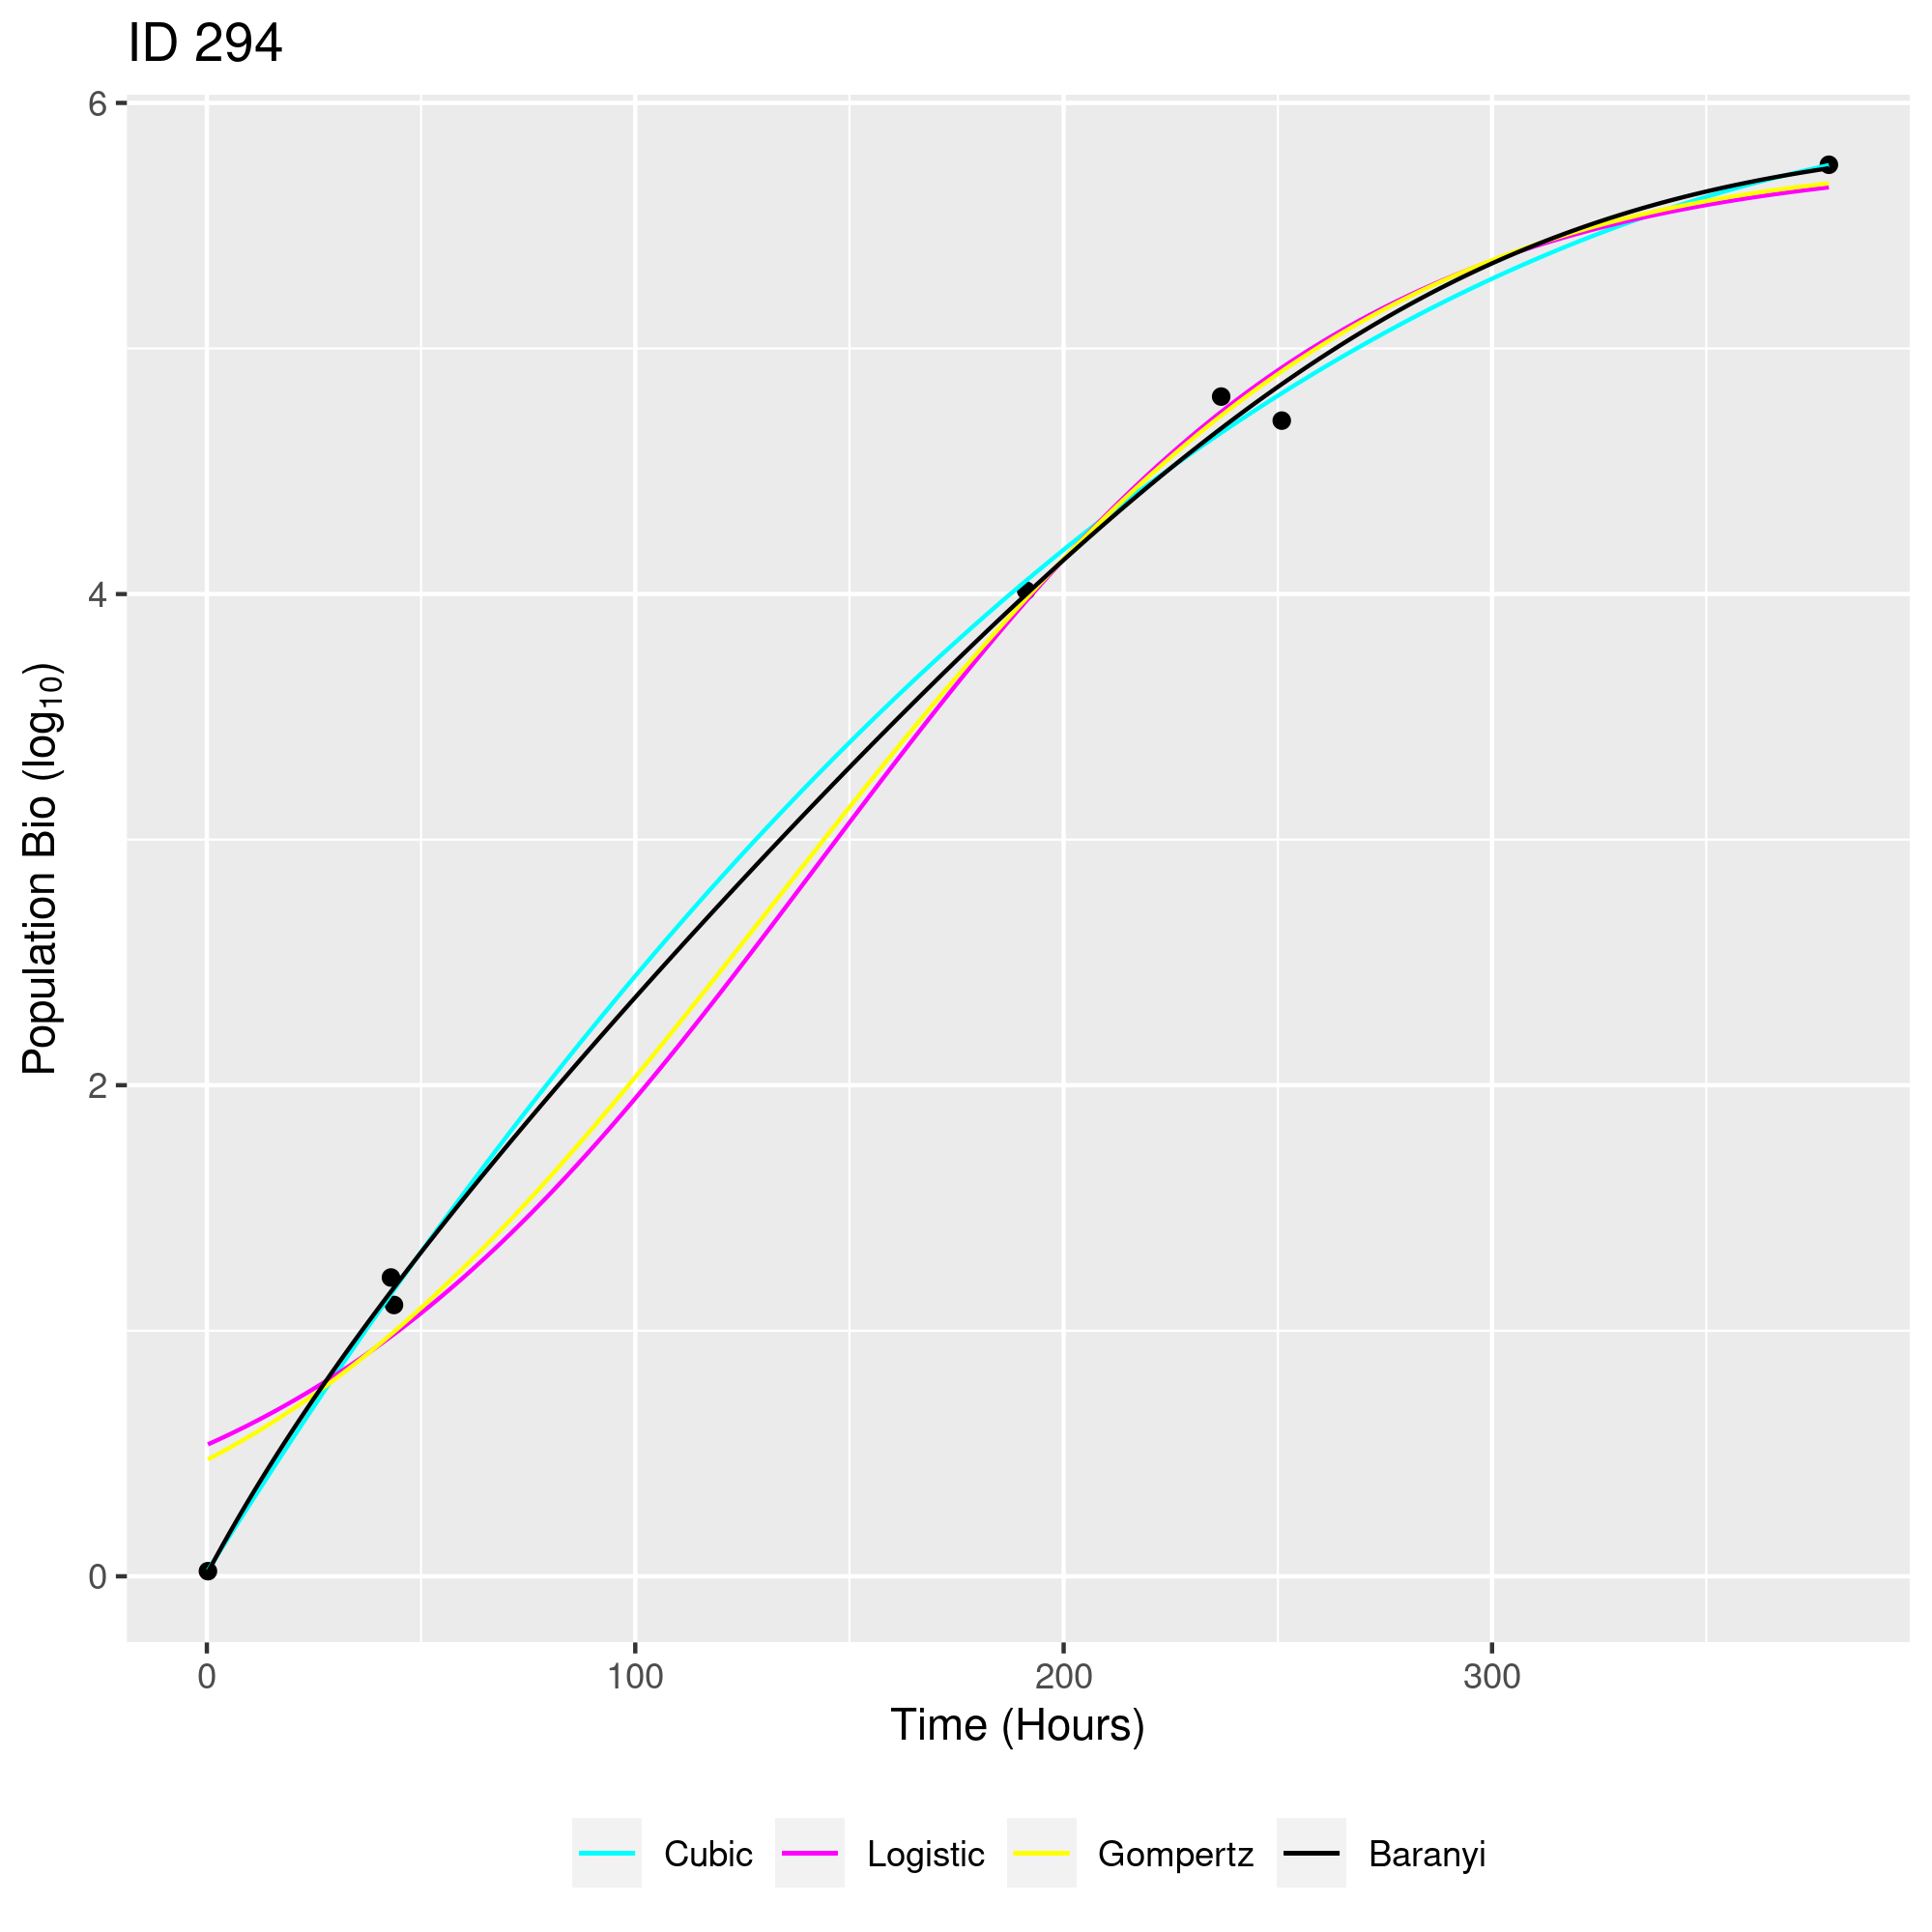 ID 294
6
4
2
0
Population Bio (log₁₀)
0 100 200 300
Time (Hours)
Cubic Logistic Gompertz Baranyi